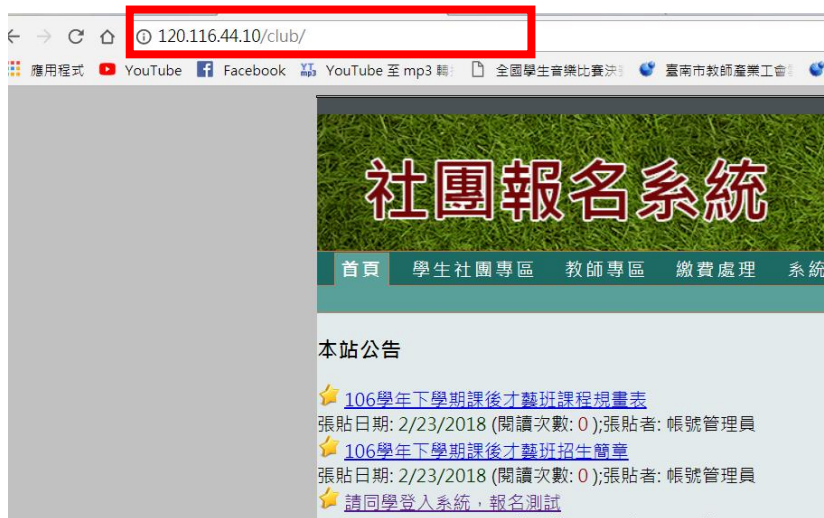 120.116.44.10/club/
應用程式 YouTube Facebook YouTube 至 mp3 轉 全國學生音樂比賽決 臺南市教師產業工會
社團報名系統
首頁 學生社團專區 教師專區 繳費處理 系統
本站公告
106學年下學期課後才藝班課程規畫表
張貼日期: 2/23/2018 (閱讀次數: 0 );張貼者: 帳號管理員
106學年下學期課後才藝班招生簡章
張貼日期: 2/23/2018 (閱讀次數: 0 );張貼者: 帳號管理員
請同學登入系統，報名測試